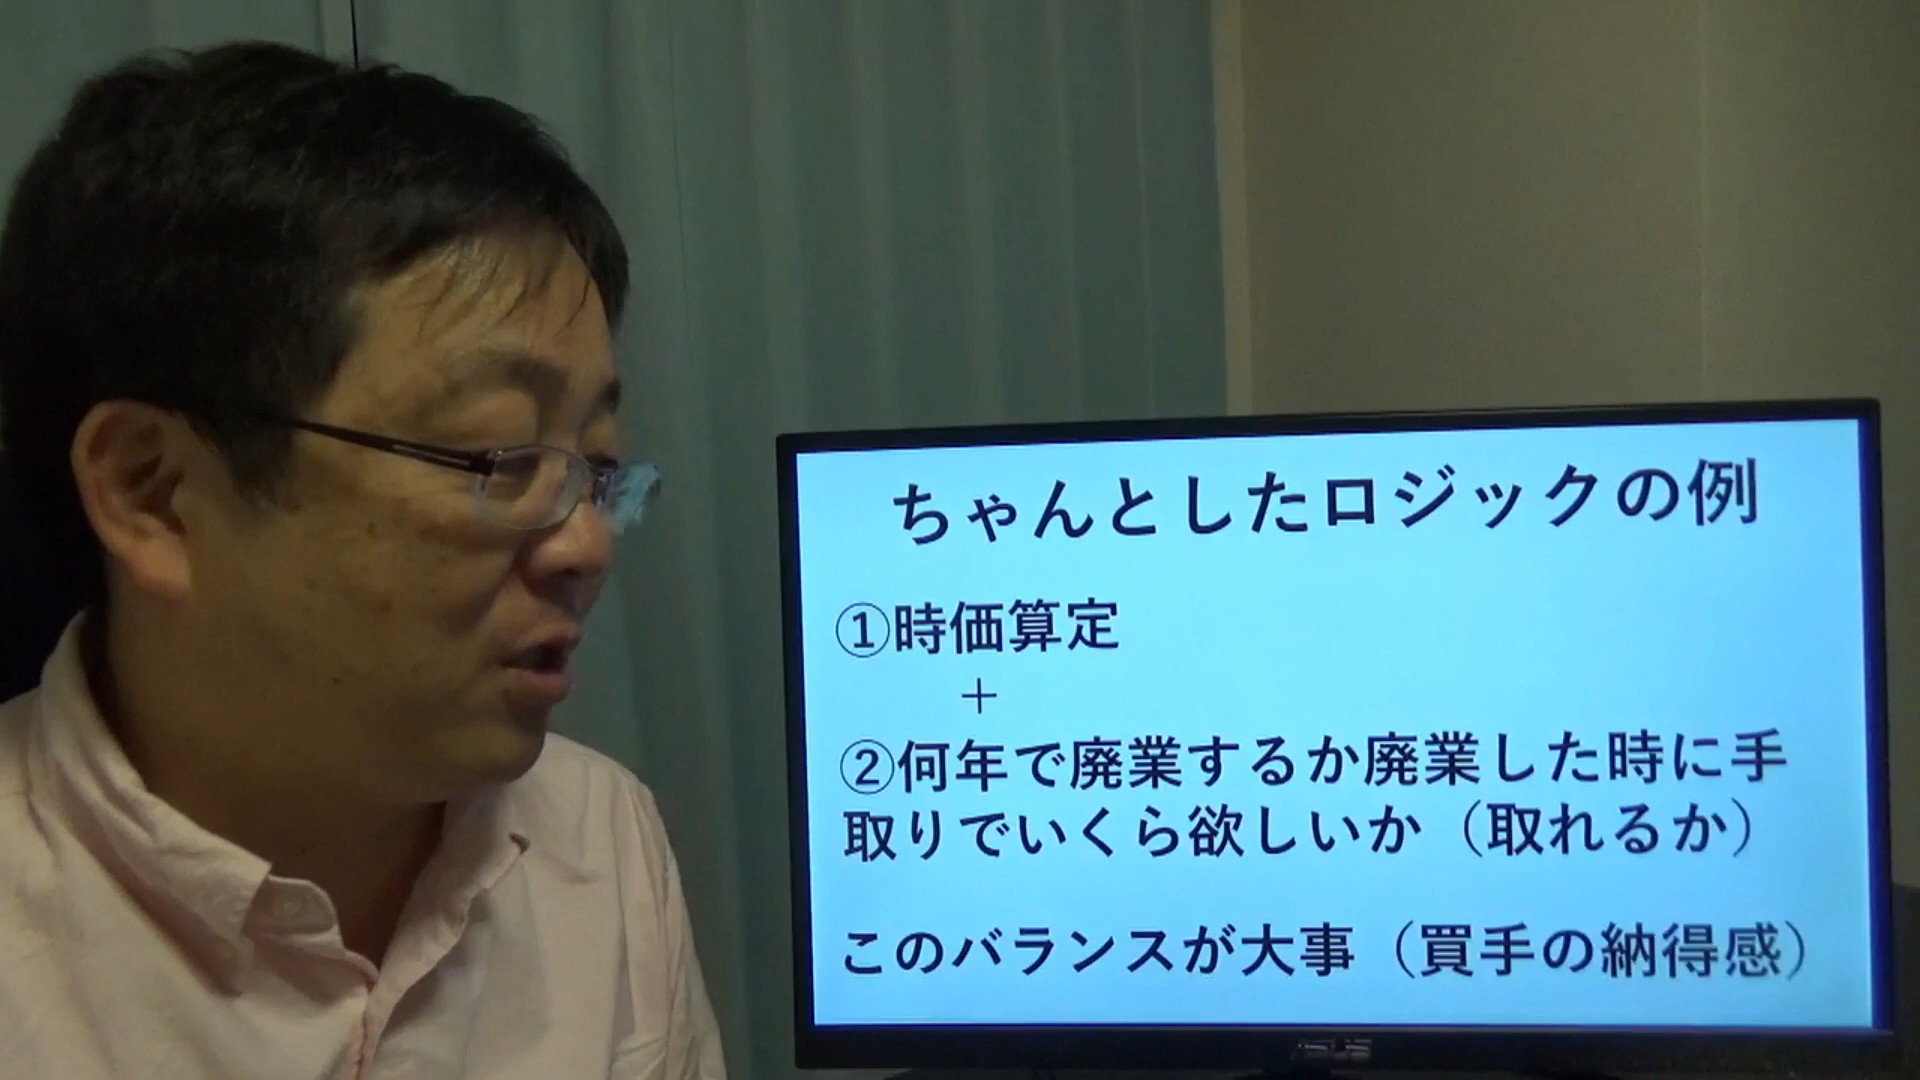 ちゃんとしたロジックの例
①時価算定
＋
②何年で廃業するか廃業した時に手
取りでいくら欲しいか（取れるか）
このバランスが大事（買手の納得感）
ASUS